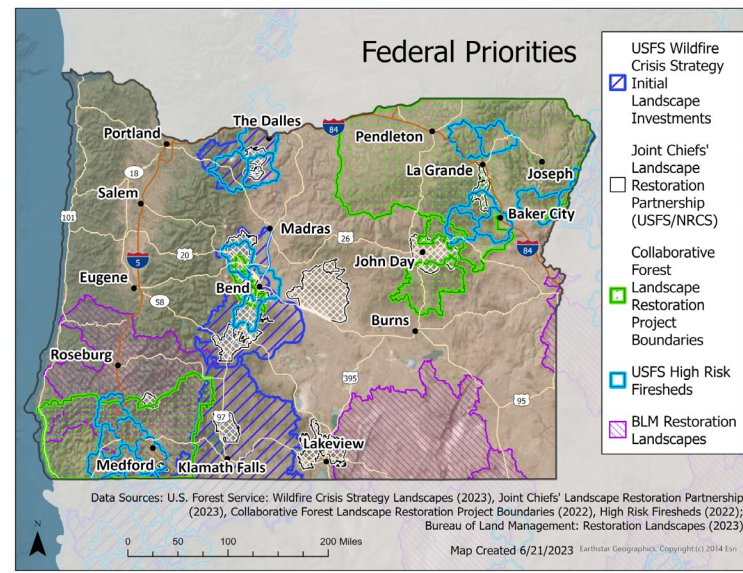 Federal Priorities
The Dalles
Portland
84
Pendleton
La Grande
Joseph
18
Salem
Baker City
101
Madras
26
84
5
20
John Day
Eugene
Bend
58
Burns
Roseburg
395
95
97
Lakeview
Medford
Klamath Falls
USFS Wildfire
Crisis Strategy
Initial
Landscape
Investments
Joint Chiefs'
Landscape
Restoration
Partnership
(USFS/NRCS)
Collaborative
Forest
Landscape
Restoration
Project
Boundaries
USFS High Risk
Firesheds
BLM Restoration
Landscapes
Data Sources: U.S. Forest Service: Wildfire Crisis Strategy Landscapes (2023), Joint Chiefs' Landscape Restoration Partnership
(2023), Collaborative Forest Landscape Restoration Project Boundaries (2022), High Risk Firesheds (2022);
Bureau of Land Management: Restoration Landscapes (2023)
N
0 50 100 200 Miles
Map Created 6/21/2023 Earthstar Geographics, Copyright:(c) 2014 Esri